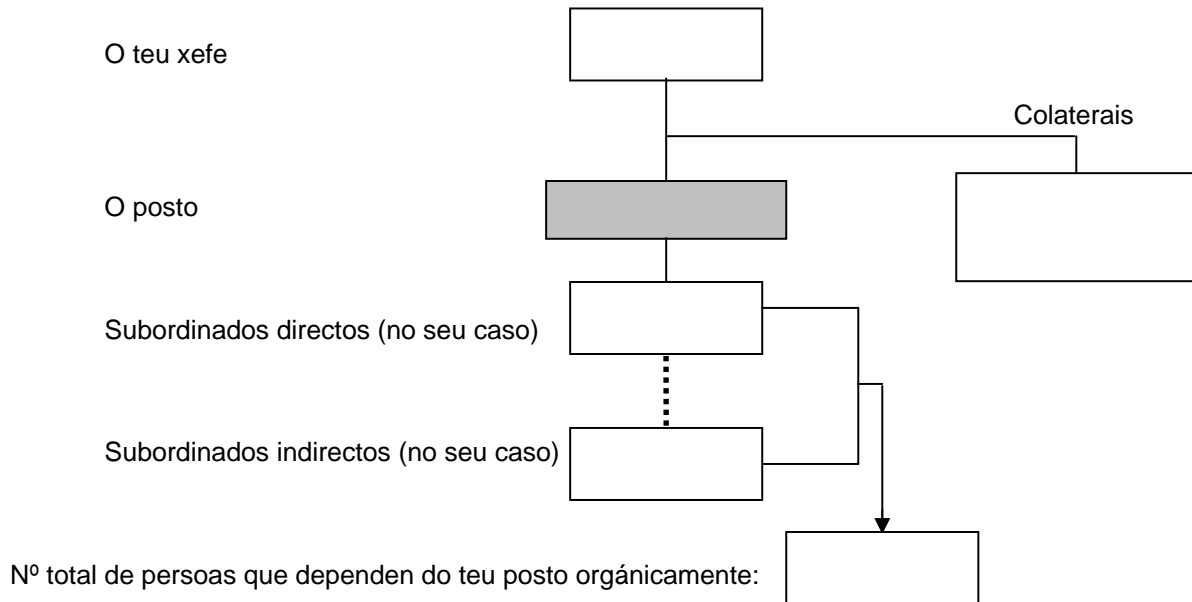 O teu xefe
Colaterais
O posto
Subordinados directos (no seu caso)
Subordinados indirectos (no seu caso)
Nº total de persoas que dependen do teu posto orgánicamente: